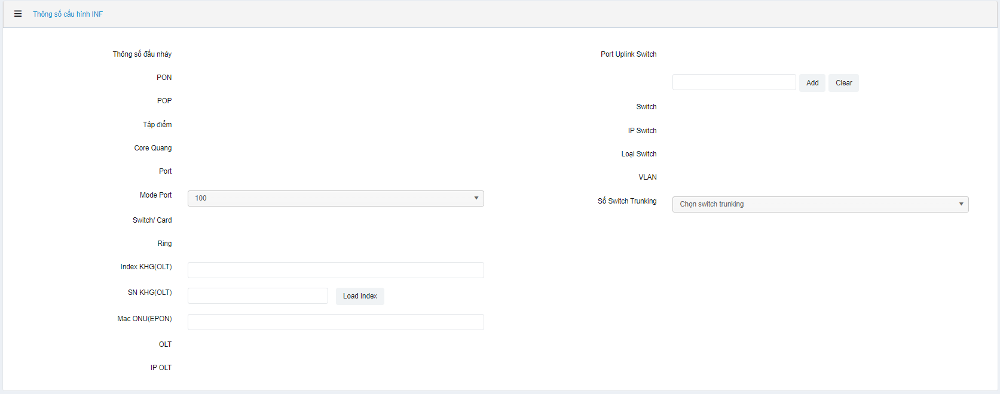 Thông số cấu hình INF
Thông số đấu nháy
PON
POP
Tập điểm
Core Quang
Port
Mode Port
100
Switch/ Card
Ring
Index KHG(OLT)
SN KHG(OLT)
Load Index
Mac ONU(EPON)
OLT
IP OLT
Port Uplink Switch
Add
Clear
Switch
IP Switch
Loại Switch
VLAN
Số Switch Trunking
Chọn switch trunking